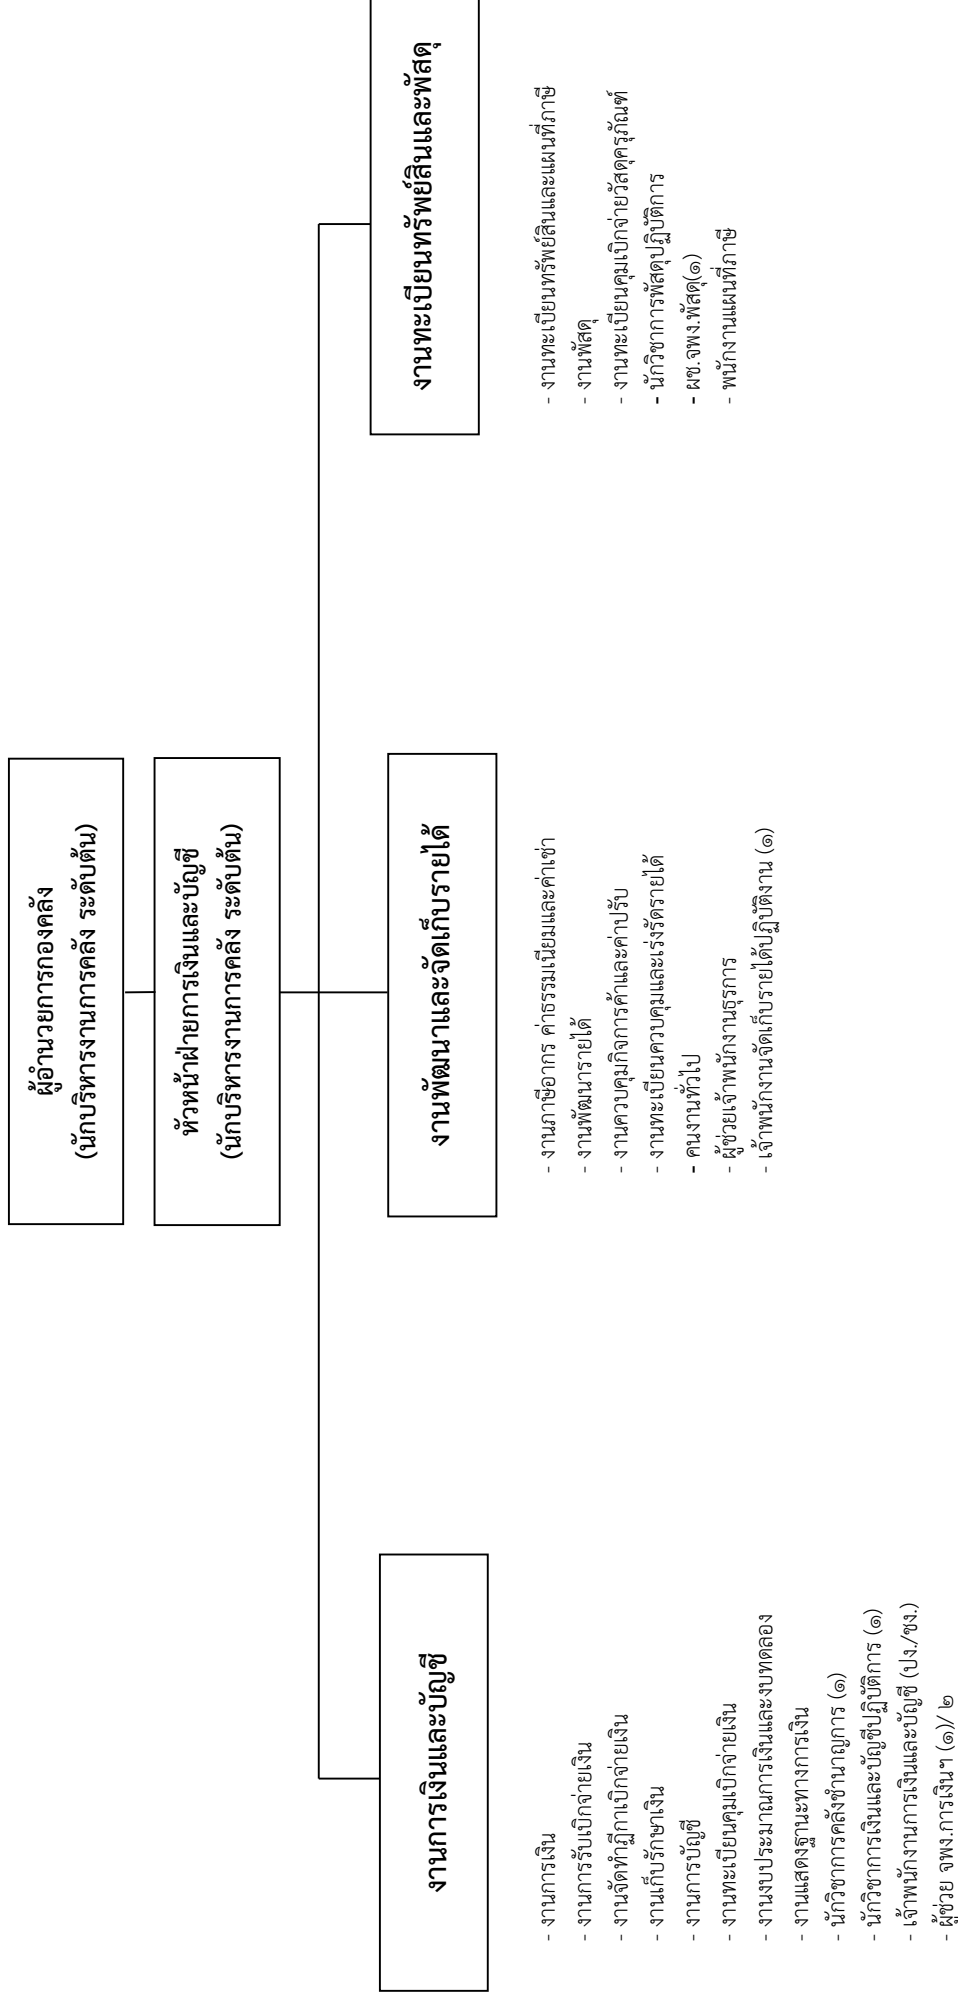 ผู้อำนวยการกองคลัง
(นักบริหารงานการคลัง ระดับต้น)
หัวหน้าฝ่ายการเงินและบัญชี
(นักบริหารงานการคลัง ระดับต้น)
งานการเงินและบัญชี
- งานการเงิน
- งานการรับเบิกจ่ายเงิน
- งานจัดทำฎีกาเบิกจ่ายเงิน
- งานเก็บรักษาเงิน
- งานการบัญชี
- งานทะเบียนคุมเบิกจ่ายเงิน
- งานงบประมาณการเงินและงบทดลอง
- งานแสดงฐานะทางการเงิน
- นักวิชาการคลังชำนาญการ (๑)
- นักวิชาการเงินและบัญชีปฏิบัติการ (๑)
- เจ้าพนักงานการเงินและบัญชี (ปง./ชง.)
- ผู้ช่วย จพง.การเงินฯ (๑)/ ๒
งานพัฒนาและจัดเก็บรายได้
- งานภาษีอากร ค่าธรรมเนียมและค่าเช่า
- งานพัฒนารายได้
- งานควบคุมกิจการค้าและค่าปรับ
- งานทะเบียนควบคุมและเร่งรัดรายได้
- คนงานทั่วไป
- ผู้ช่วยเจ้าพนักงานธุรการ
- เจ้าพนักงานจัดเก็บรายได้ปฏิบัติงาน (๑)
งานทะเบียนทรัพย์สินและพัสดุ
- งานทะเบียนทรัพย์สินและแผนที่ภาษี
- งานพัสดุ
- งานทะเบียนคุมเบิกจ่ายวัสดุครุภัณฑ์
- นักวิชาการพัสดุปฏิบัติการ
- ผช.จพง.พัสดุ(๑)
- พนักงานแผนที่ภาษี